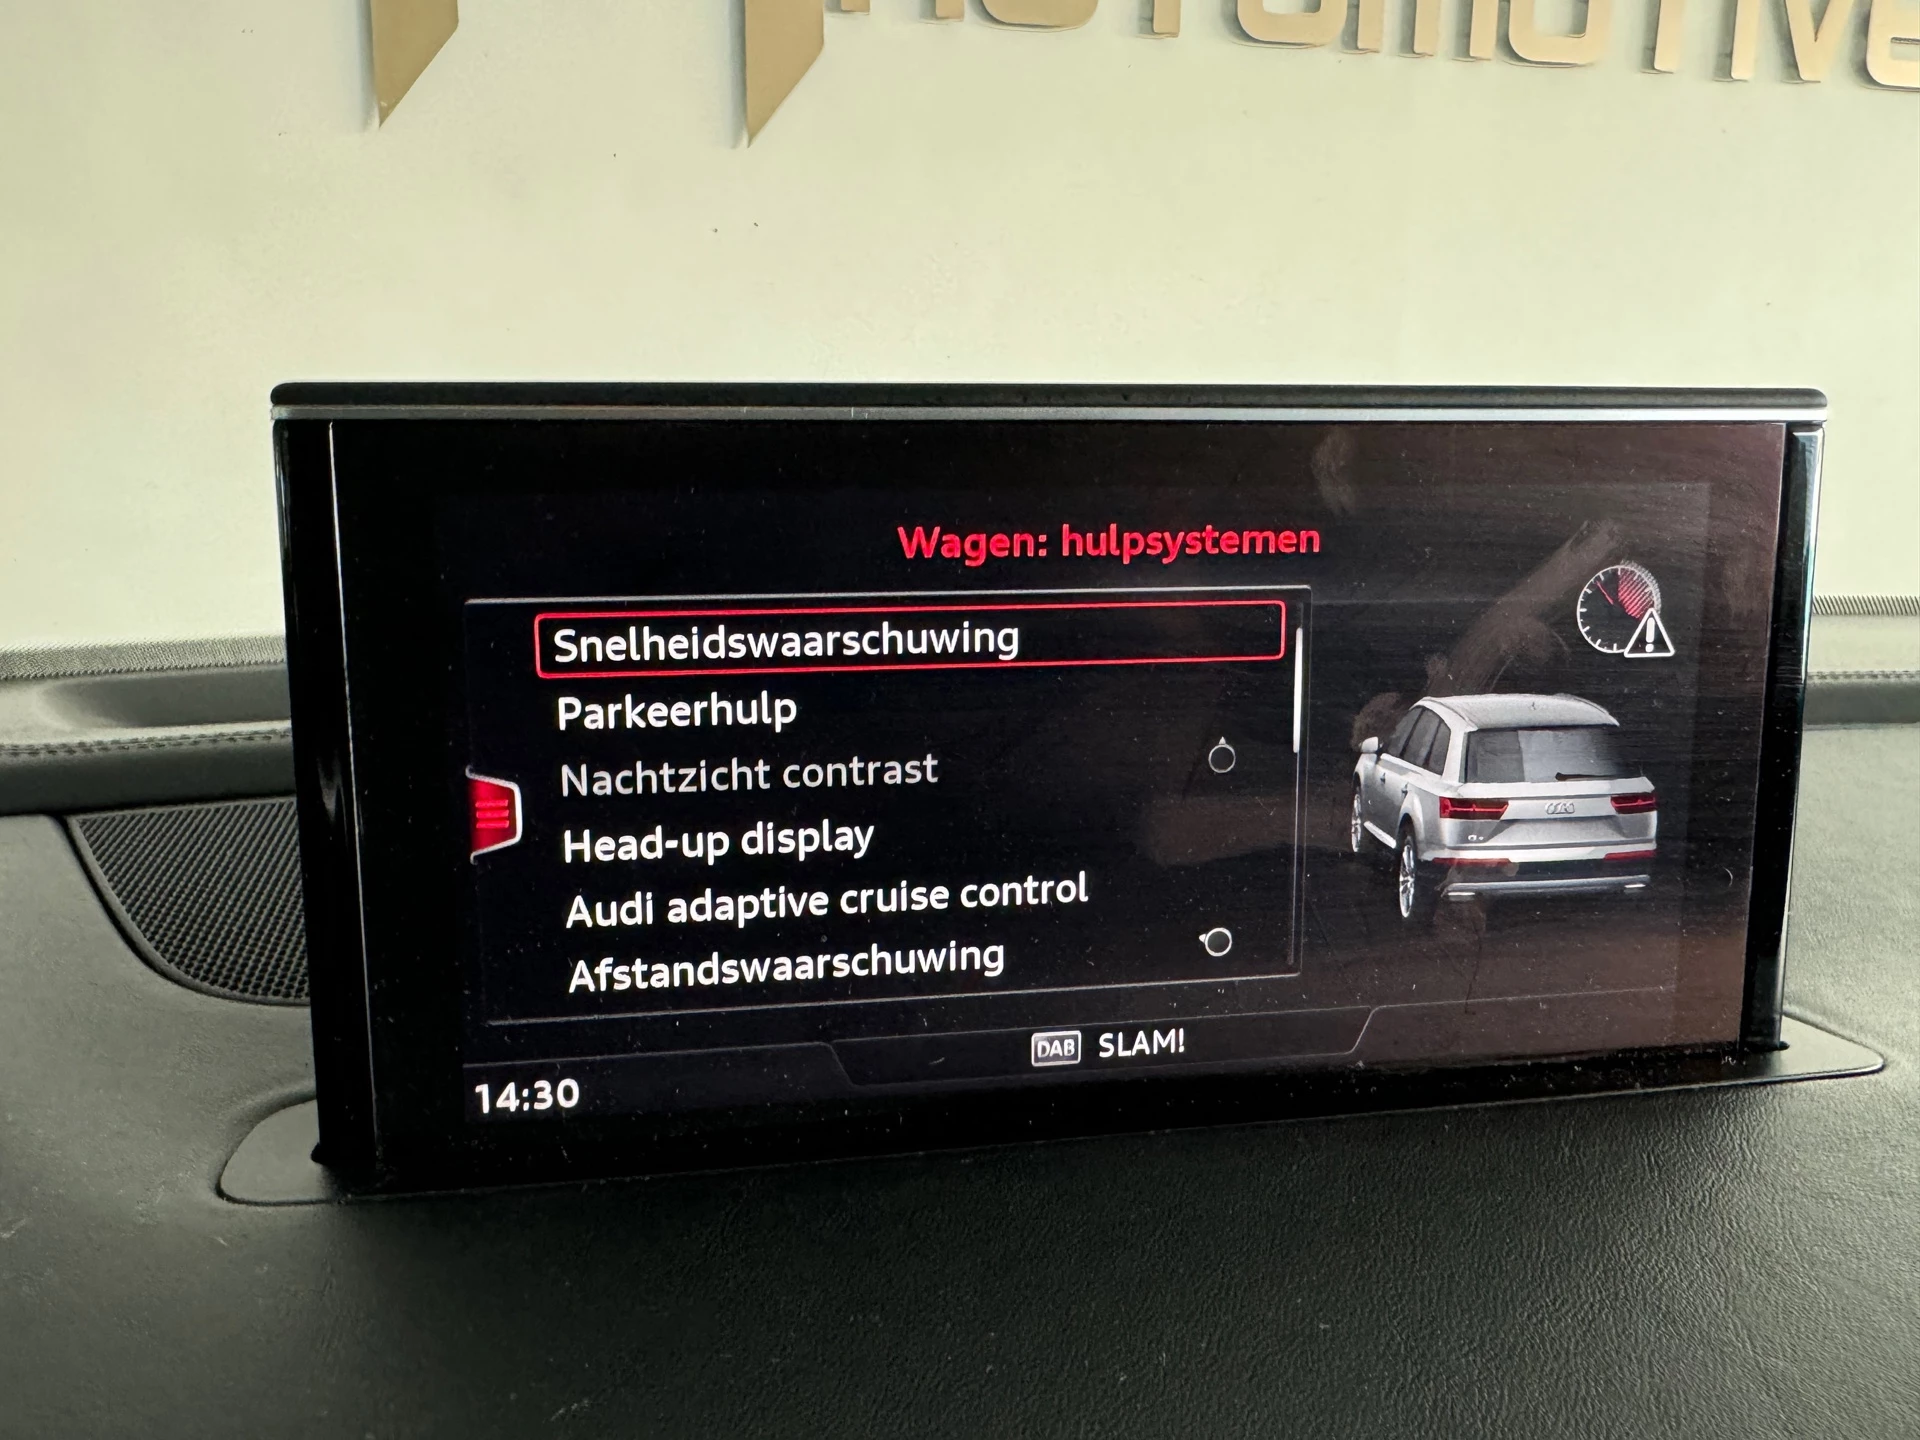 Wagen: hulpsystemen
Snelheidswaarschuwing
Parkeerhulp
Nachtzicht contrast
Head-up display
Audi adaptive cruise control
Afstandswaarschuwing
DAB SLAM!
14:30